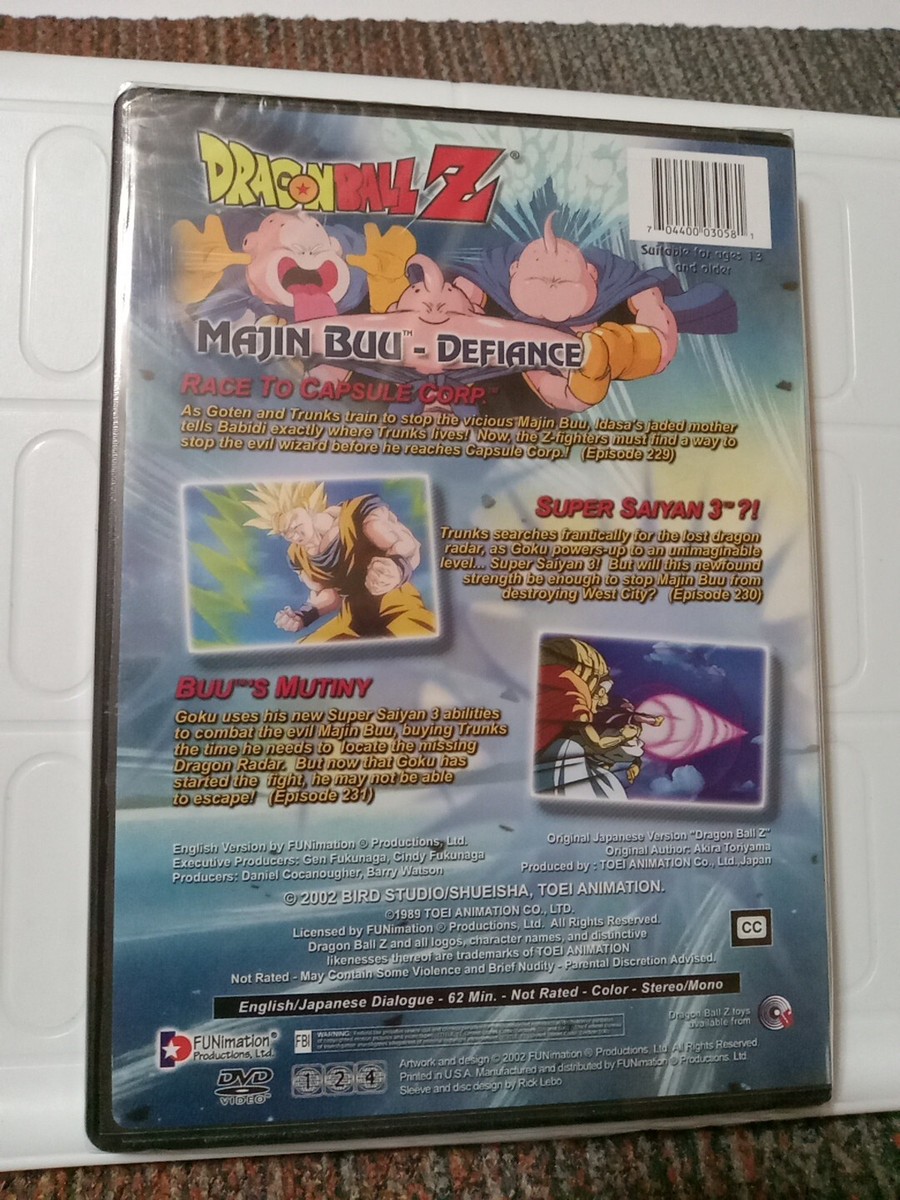 DRAGON BALL Z®
7 04400 03058 1
Suitable for ages 13
and older
MAJIN BUU™ - DEFIANCE
RACE TO CAPSULE CORP.™
As Goten and Trunks train to stop the vicious Majin Buu, Idasa's jaded mother
tells Babidi exactly where Trunks lives! Now, the Z-fighters must find a way to
stop the evil wizard before he reaches Capsule Corp.! (Episode 229)
SUPER SAIYAN 3™?!
Trunks searches frantically for the lost dragon
radar, as Goku powers-up to an unimaginable
level... Super Saiyan 3! But will this newfound
strength be enough to stop Majin Buu from
destroying West City? (Episode 230)
BUU™'S MUTINY
Goku uses his new Super Saiyan 3 abilities
to combat the evil Majin Buu, buying Trunks
the time he needs to locate the missing
Dragon Radar. But now that Goku has
started the fight, he may not be able
to escape! (Episode 231)
English Version by FUNimation ® Productions, Ltd.
Executive Producers: Gen Fukunaga, Cindy Fukunaga
Producers: Daniel Cocanougher, Barry Watson
Original Japanese Version "Dragon Ball Z"
Original Author: Akira Toriyama
Produced by : TOEI ANIMATION Co., Ltd. Japan
© 2002 BIRD STUDIO/SHUEISHA, TOEI ANIMATION.
©1989 TOEI ANIMATION CO., LTD.
Licensed by FUNimation ® Productions, Ltd. All Rights Reserved.
Dragon Ball Z and all logos, character names, and distinctive
likenesses thereof are trademarks of TOEI ANIMATION
Not Rated - May Contain Some Violence and Brief Nudity - Parental Discretion Advised.
CC
English/Japanese Dialogue - 62 Min. - Not Rated - Color - Stereo/Mono
Dragon Ball Z toys
available from
FUNimation®
Productions, Ltd.
FBI WARNING:
DVD
VIDEO™
1 2 4
Artwork and design © 2002 FUNimation ® Productions, Ltd. All Rights Reserved.
Printed in U.S.A. Manufactured and distributed by FUNimation ® Productions, Ltd.
Sleeve and disc design by Rick Lebo